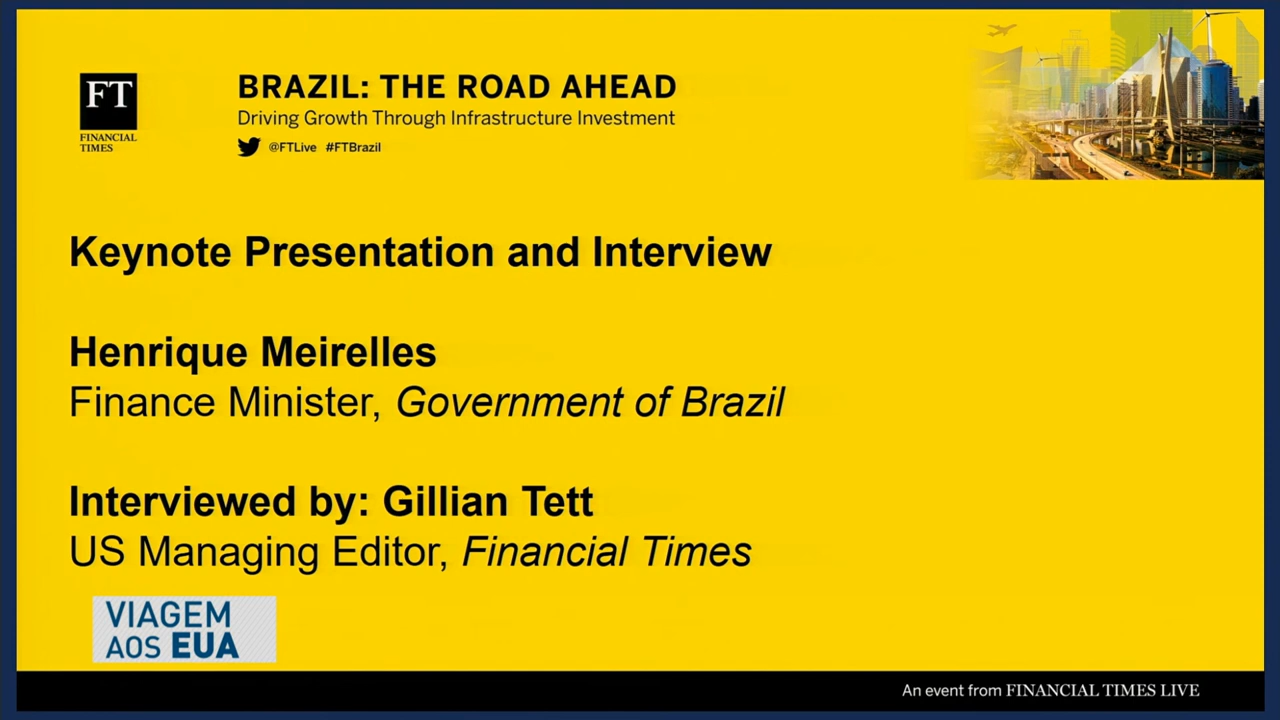 FT
FINANCIAL
TIMES
BRAZIL: THE ROAD AHEAD
Driving Growth Through Infrastructure Investment
@FTLive #FTBrazil
Keynote Presentation and Interview
Henrique Meirelles
Finance Minister, Government of Brazil
Interviewed by: Gillian Tett
US Managing Editor, Financial Times
VIAGEM
AOS EUA
An event from FINANCIAL TIMES LIVE